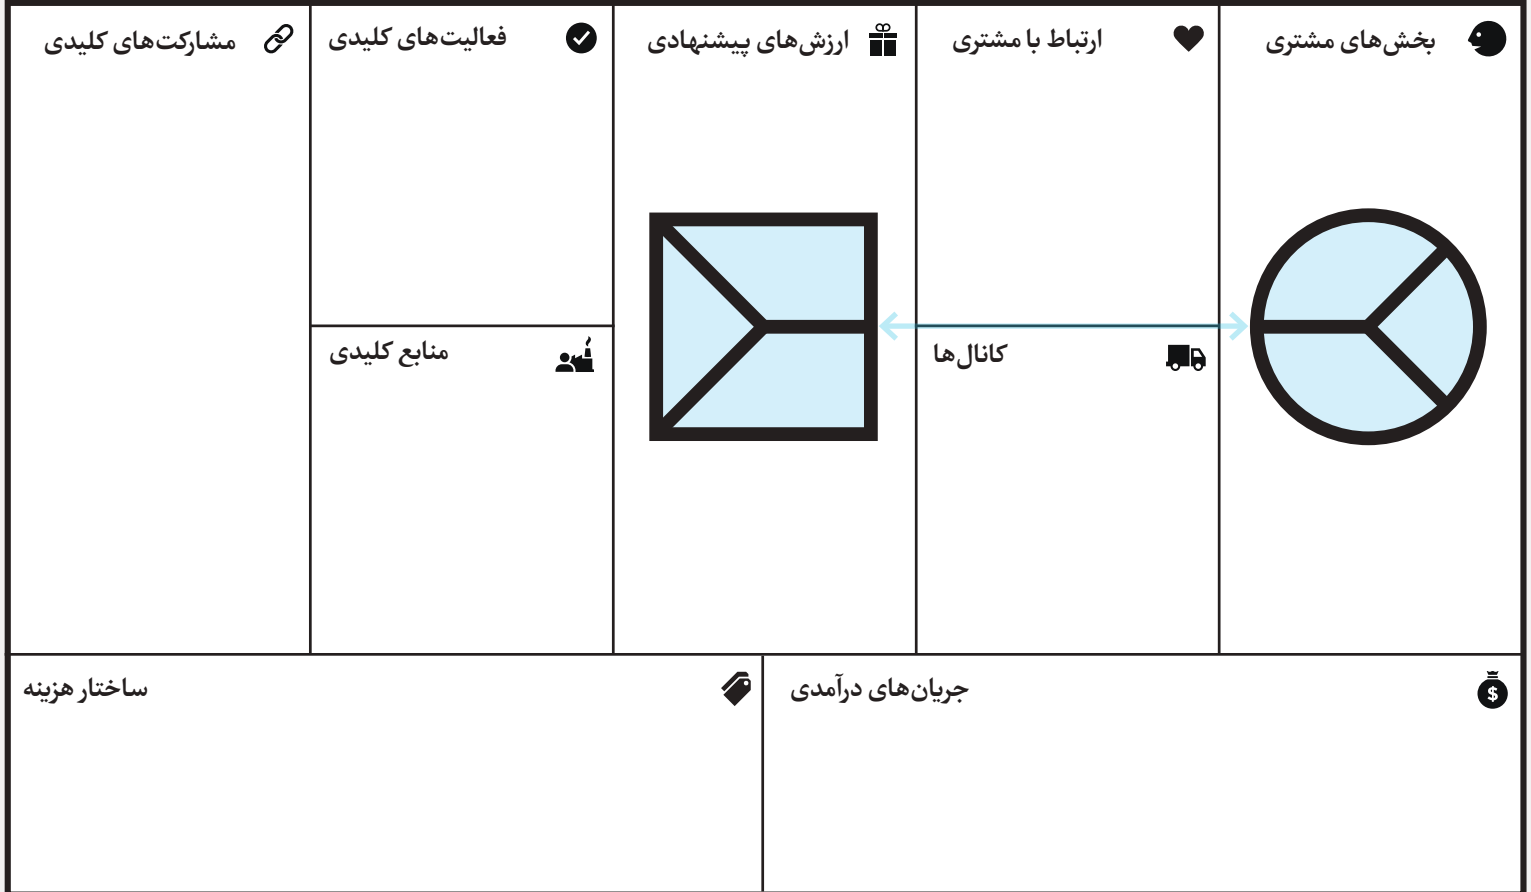 بخش‌های مشتری
ارتباط با مشتری
ارزش‌های پیشنهادی
فعالیت‌های کلیدی
مشارکت‌های کلیدی
کانال‌ها
منابع کلیدی
جریان‌های درآمدی
$
ساختار هزینه